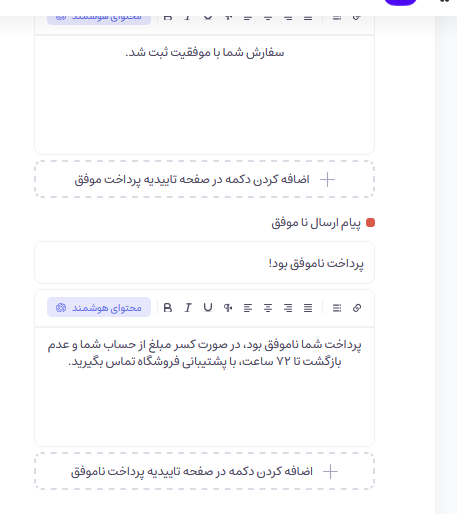 محتوای هوشمند
سفارش شما با موفقیت ثبت شد.
اضافه کردن دکمه در صفحه تاییدیه پرداخت موفق
پیام ارسال نا موفق
پرداخت ناموفق بود!
محتوای هوشمند
پرداخت شما ناموفق بود، در صورت کسر مبلغ از حساب شما و عدم
بازگشت تا ۷۲ ساعت، با پشتیبانی فروشگاه تماس بگیرید.
اضافه کردن دکمه در صفحه تاییدیه پرداخت ناموفق